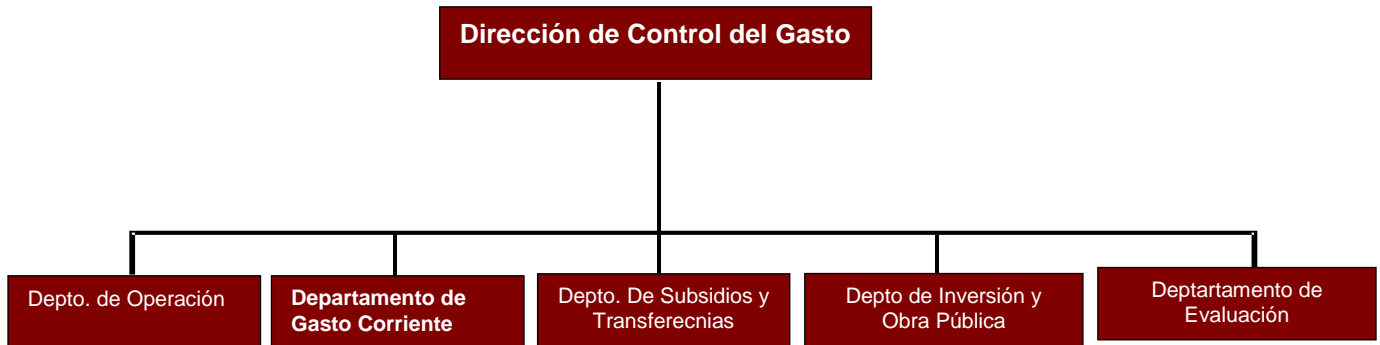 Dirección de Control del Gasto
Depto. de Operación
Departamento de
Gasto Corriente
Depto. De Subsidios y
Transferecnias
Depto de Inversión y
Obra Pública
Deptartamento de
Evaluación